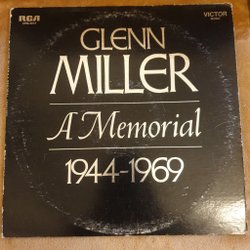 RCA
VICTOR
GLENN
MILLER
A Memorial
1944-1969